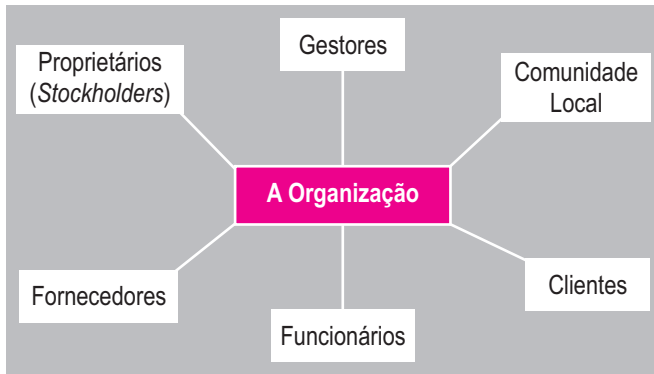 Gestores
Proprietários
(Stockholders)
Comunidade
Local
A Organização
Fornecedores
Clientes
Funcionários